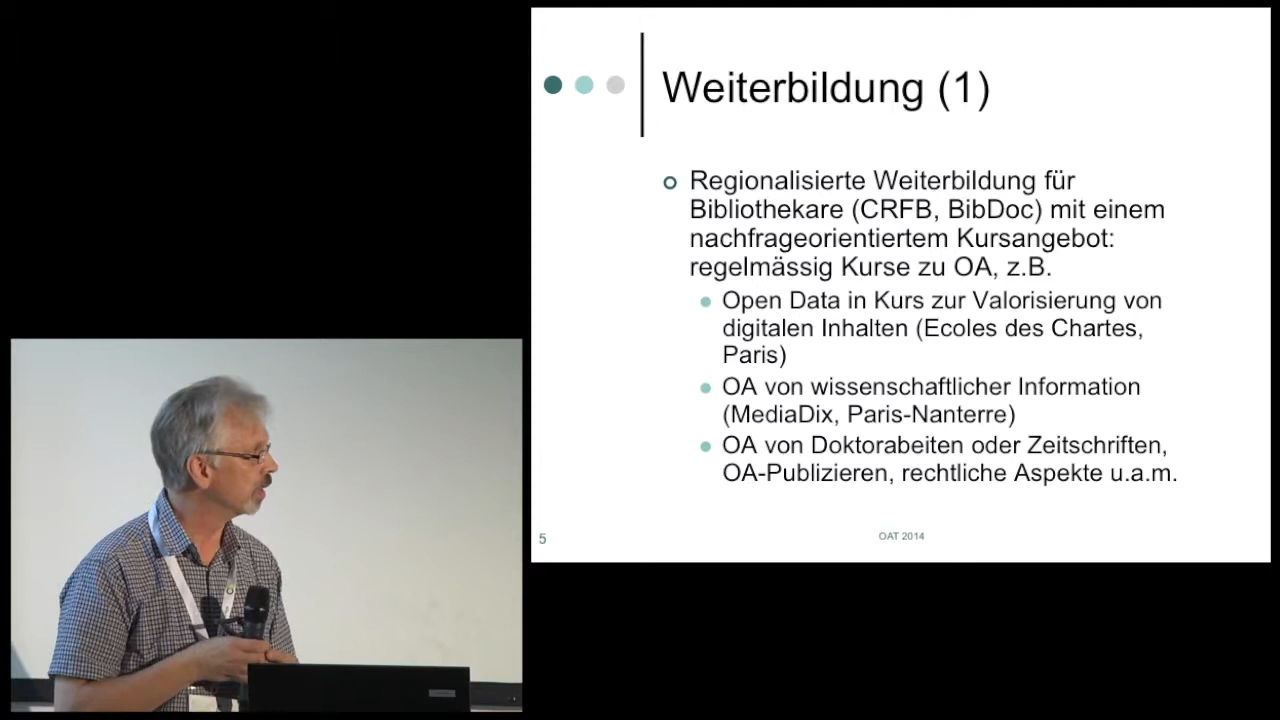 Weiterbildung (1)
Regionalisierte Weiterbildung für
Bibliothekare (CRFB, BibDoc) mit einem
nachfrageorientiertem Kursangebot:
regelmässig Kurse zu OA, z.B.
Open Data in Kurs zur Valorisierung von
digitalen Inhalten (Ecoles des Chartes,
Paris)
OA von wissenschaftlicher Information
(MediaDix, Paris-Nanterre)
OA von Doktorabeiten oder Zeitschriften,
OA-Publizieren, rechtliche Aspekte u.a.m.
5
OAT 2014